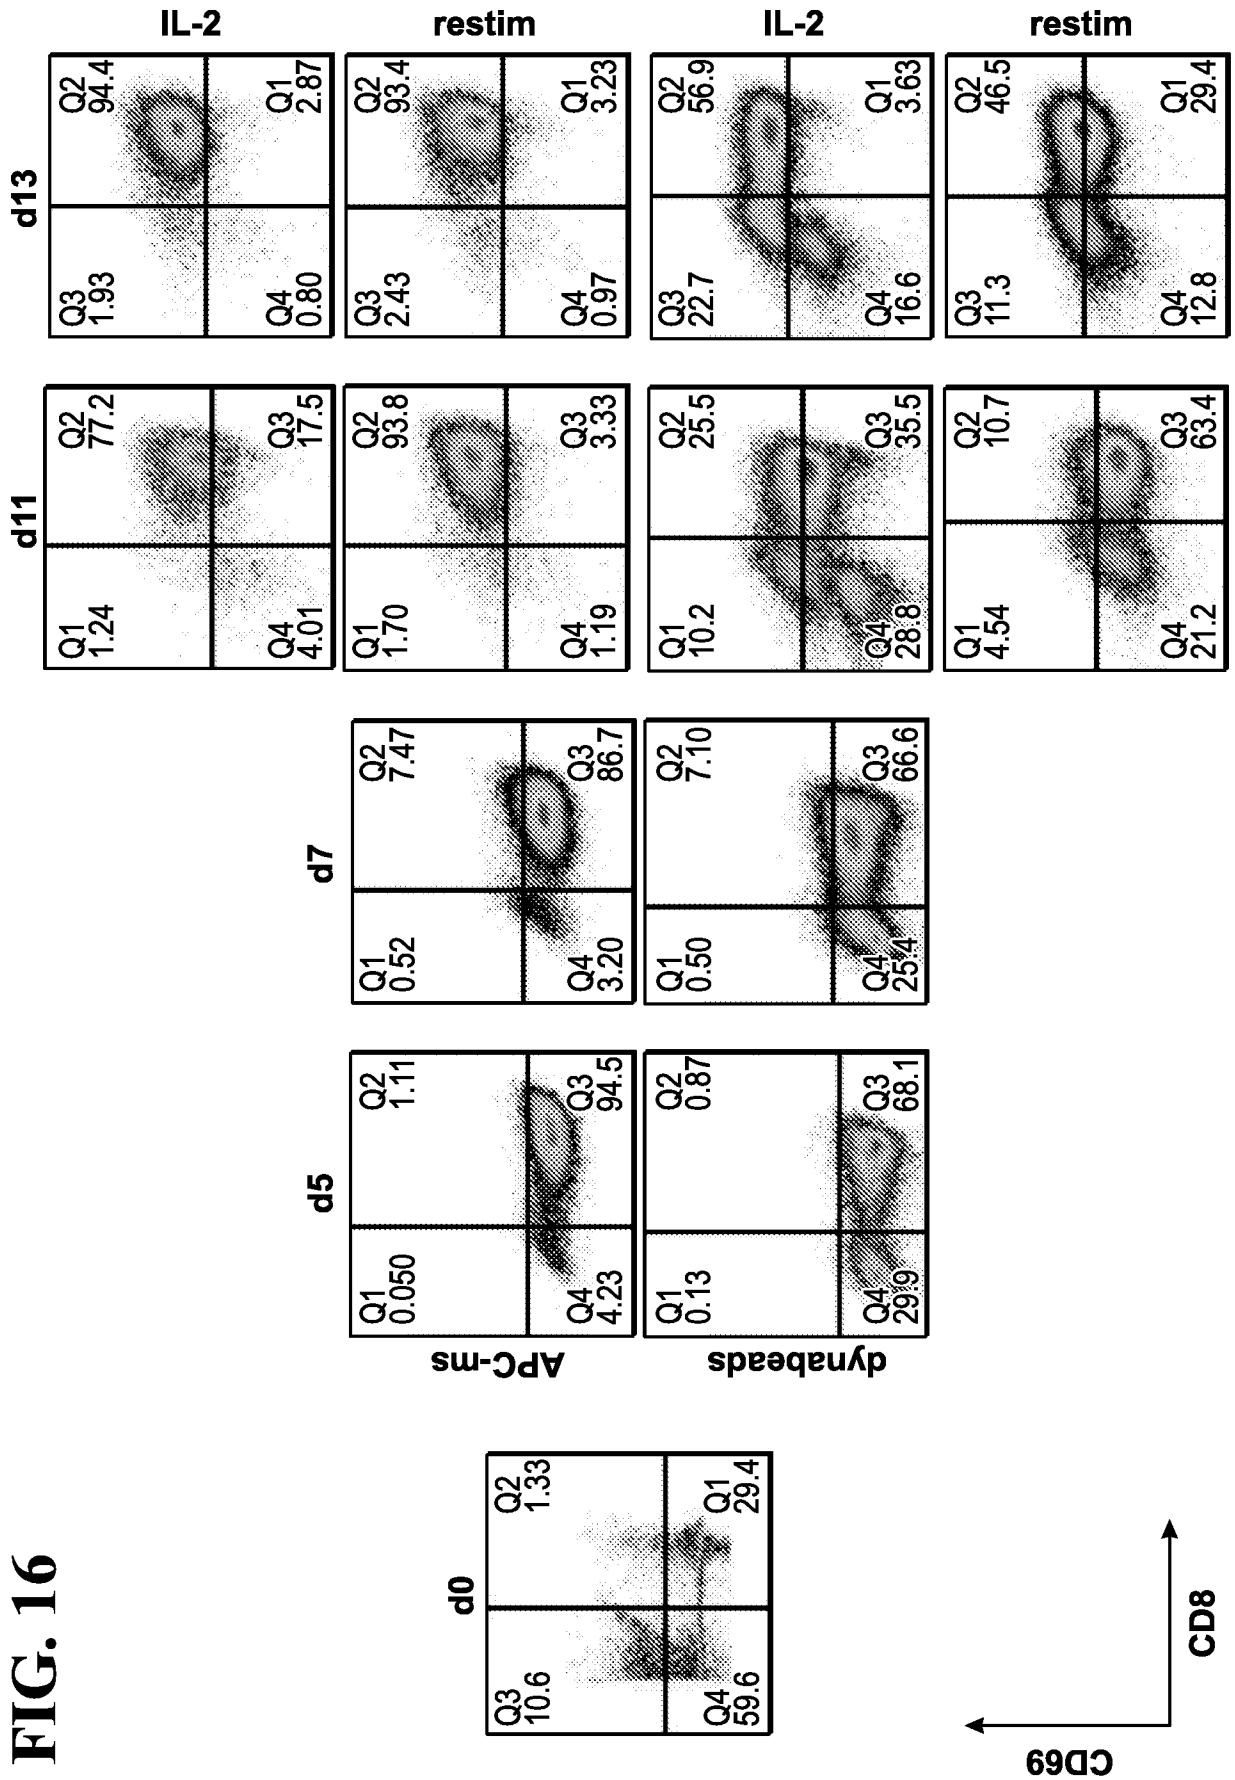 FIG. 16
d0
Q3
10.6
Q2
1.33
Q4
59.6
Q1
29.4
CD69
CD8
d5
d7
d11
d13
APC-ms
Q1
0.050
Q2
1.11
Q4
4.23
Q3
94.5
Q1
0.52
Q2
7.47
Q4
3.20
Q3
86.7
Q1
1.24
Q2
77.2
Q4
4.01
Q3
17.5
Q3
1.93
Q2
94.4
Q4
0.80
Q1
2.87
IL-2
Q1
1.70
Q2
93.8
Q4
1.19
Q3
3.33
Q3
2.43
Q2
93.4
Q4
0.97
Q1
3.23
restim
dynabeads
Q1
0.13
Q2
0.87
Q4
29.9
Q3
68.1
Q1
0.50
Q2
7.10
Q4
25.4
Q3
66.6
Q1
10.2
Q2
25.5
Q4
28.8
Q3
35.5
Q3
22.7
Q2
56.9
Q4
16.6
Q1
3.63
IL-2
Q1
4.54
Q2
10.7
Q4
21.2
Q3
63.4
Q3
11.3
Q2
46.5
Q4
12.8
Q1
29.4
restim